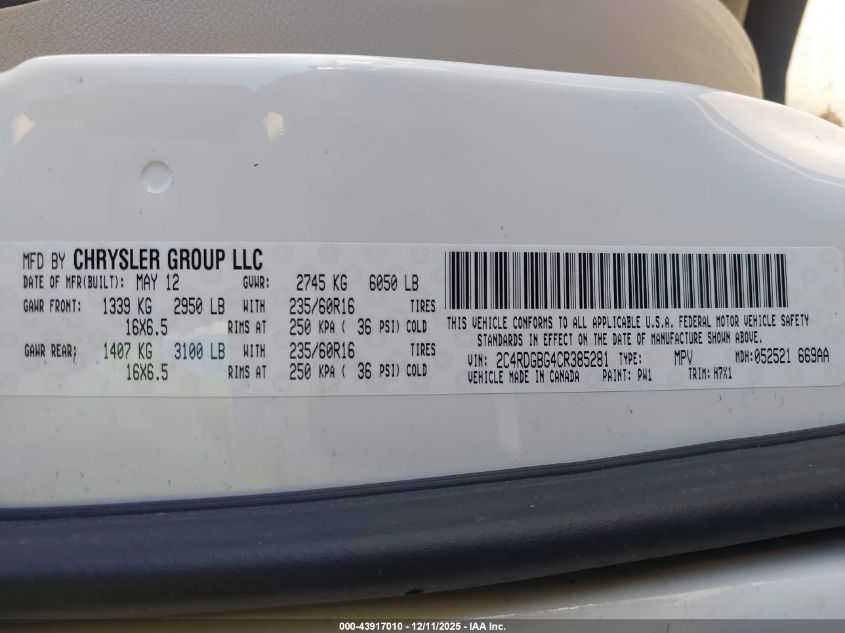 MFD BY CHRYSLER GROUP LLC
DATE OF MFR(BUILT): MAY 12 GVWR: 2745 KG 6050 LB
GAWR FRONT: 1339 KG 2950 LB WITH 235/60R16 TIRES
16X6.5 RIMS AT 250 KPA ( 36 PSI) COLD
GAWR REAR: 1407 KG 3100 LB WITH 235/60R16 TIRES
16X6.5 RIMS AT 250 KPA ( 36 PSI) COLD
THIS VEHICLE CONFORMS TO ALL APPLICABLE U.S.A. FEDERAL MOTOR VEHICLE SAFETY
STANDARDS IN EFFECT ON THE DATE OF MANUFACTURE SHOWN ABOVE.
VIN: 2C4RDGBG4CR385281 TYPE: MPV MDH: 052521 669AA
VEHICLE MADE IN CANADA PAINT: PW1 TRIM: H7X1
000-43917010 - 12/11/2025 - IAA Inc.